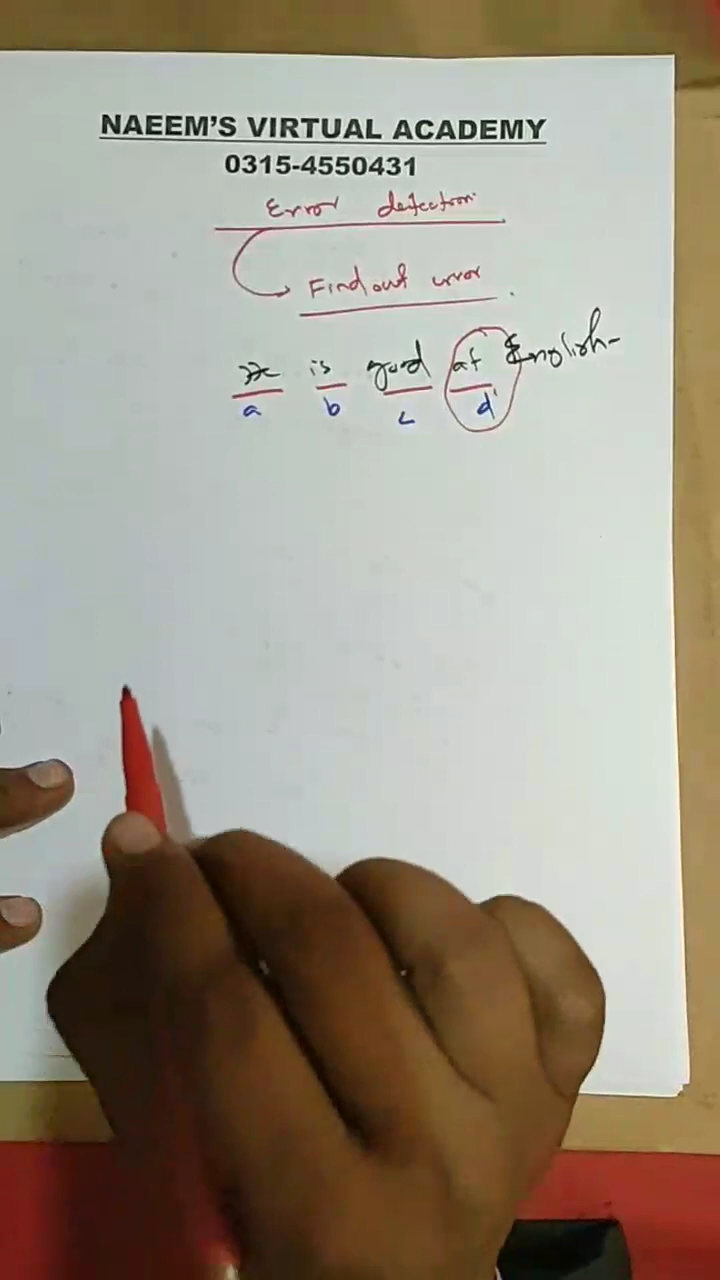 NAEEM'S VIRTUAL ACADEMY
0315-4550431
Error detection
Find out error.
is good at English-
a b c d